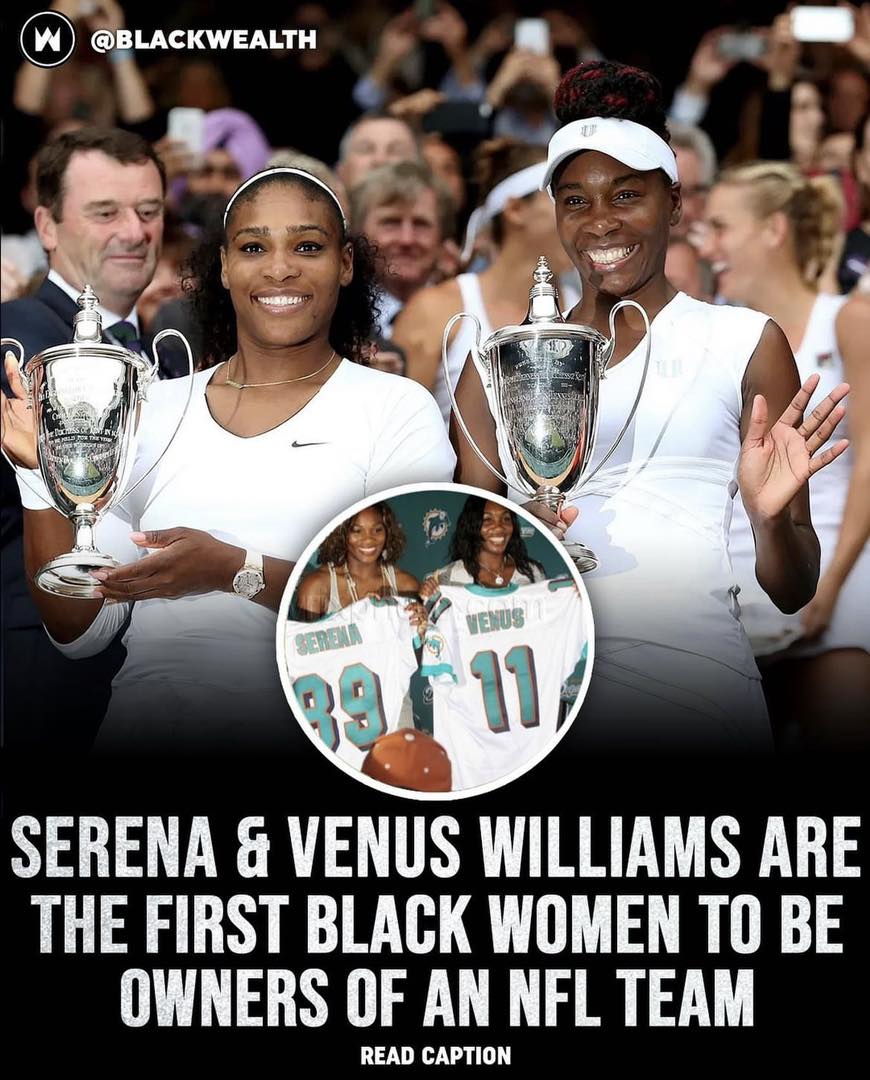 @BLACKWEALTH
SERENA
89
VENUS
11
SERENA & VENUS WILLIAMS ARE
THE FIRST BLACK WOMEN TO BE
OWNERS OF AN NFL TEAM
READ CAPTION